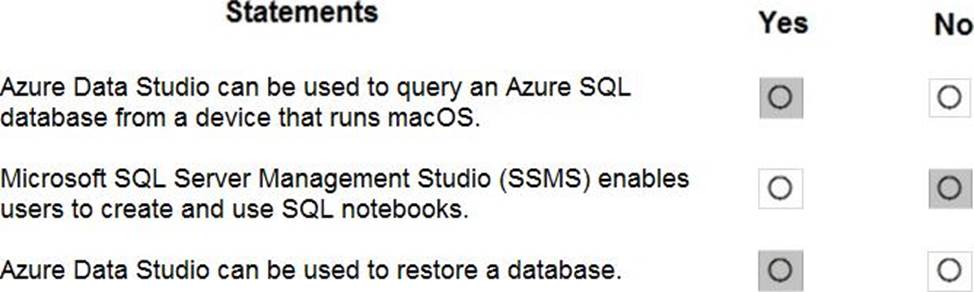 Statements Yes No
Azure Data Studio can be used to query an Azure SQL
database from a device that runs macOS.
Microsoft SQL Server Management Studio (SSMS) enables
users to create and use SQL notebooks.
Azure Data Studio can be used to restore a database.